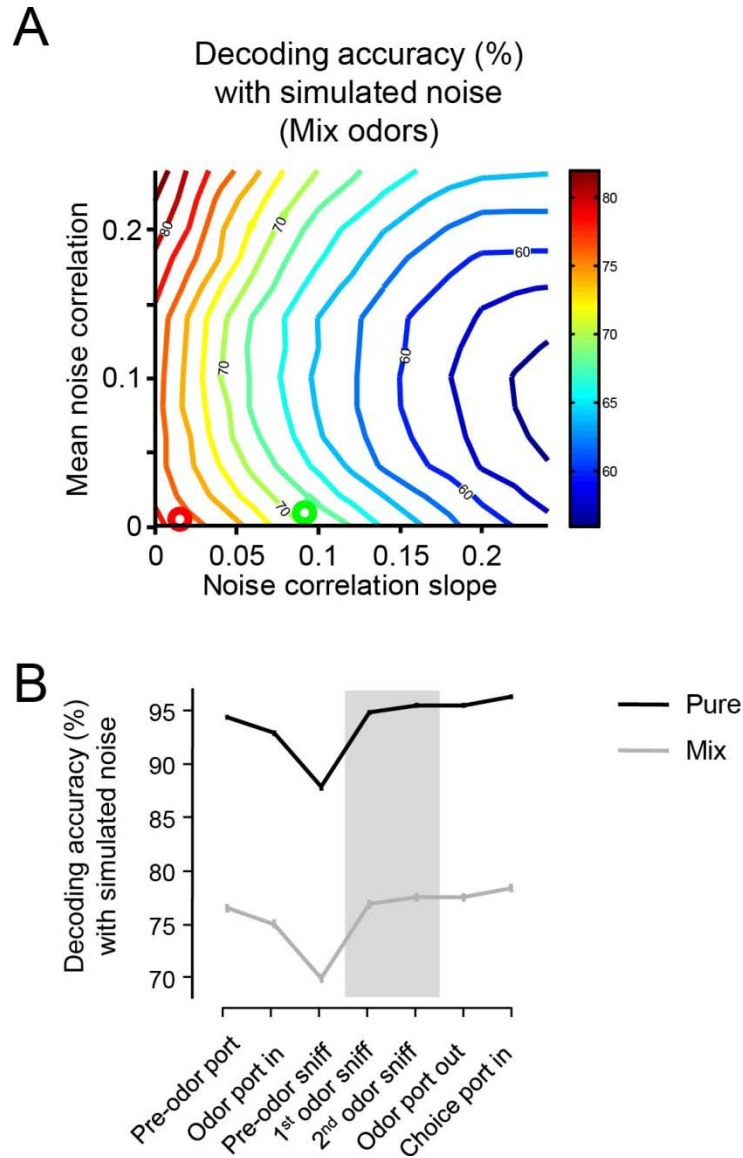 A
Decoding accuracy (%)
with simulated noise
(Mix odors)
Mean noise correlation
0.2
0.1
0
80
70
60
70
60
70
60
80
75
70
65
60
0 0.05 0.1 0.15 0.2
Noise correlation slope
B
Decoding accuracy (%)
with simulated noise
95
90
85
80
75
70
Pure
Mix
Pre-odor port
Odor port in
Pre-odor sniff
1st odor sniff
2nd odor sniff
Odor port out
Choice port in